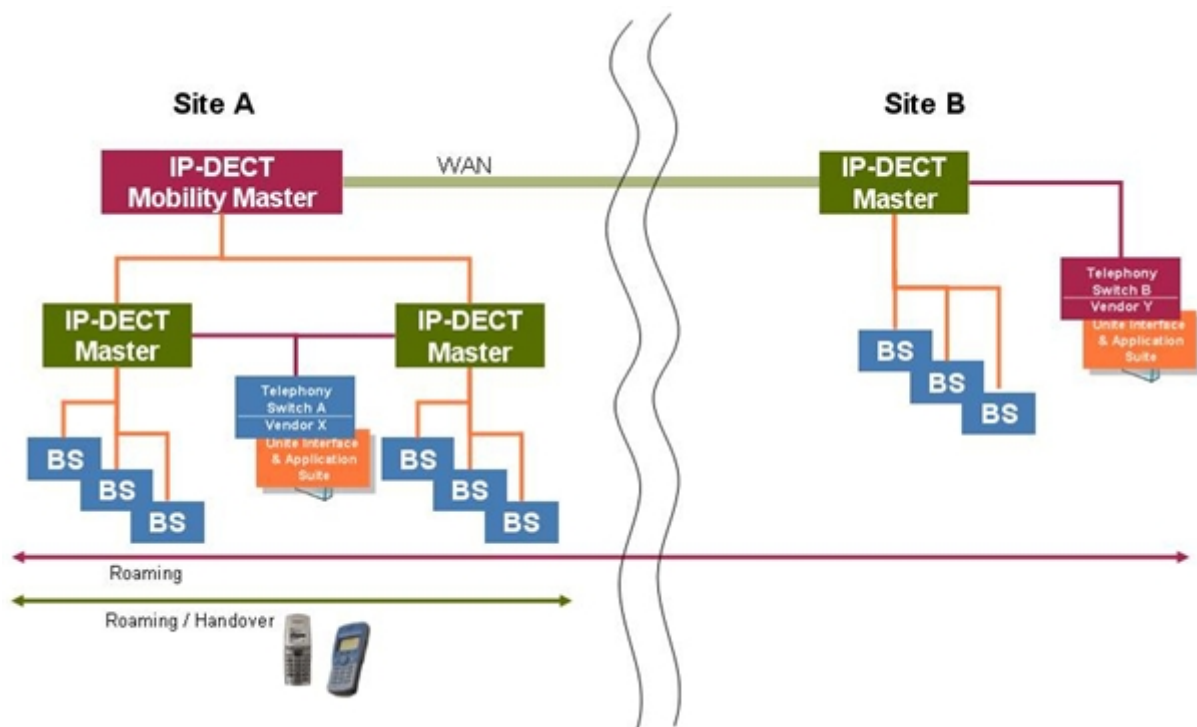 Site A
Site B
IP-DECT
Mobility Master
WAN
IP-DECT
Master
IP-DECT
Master
IP-DECT
Master
Telephony
Switch A
Vendor X
Unite Interface
& Application
Suite
BS
BS
BS
BS
BS
BS
Telephony
Switch B
Vendor Y
Unite Interface
& Application
Suite
BS
BS
BS
Roaming
Roaming / Handover